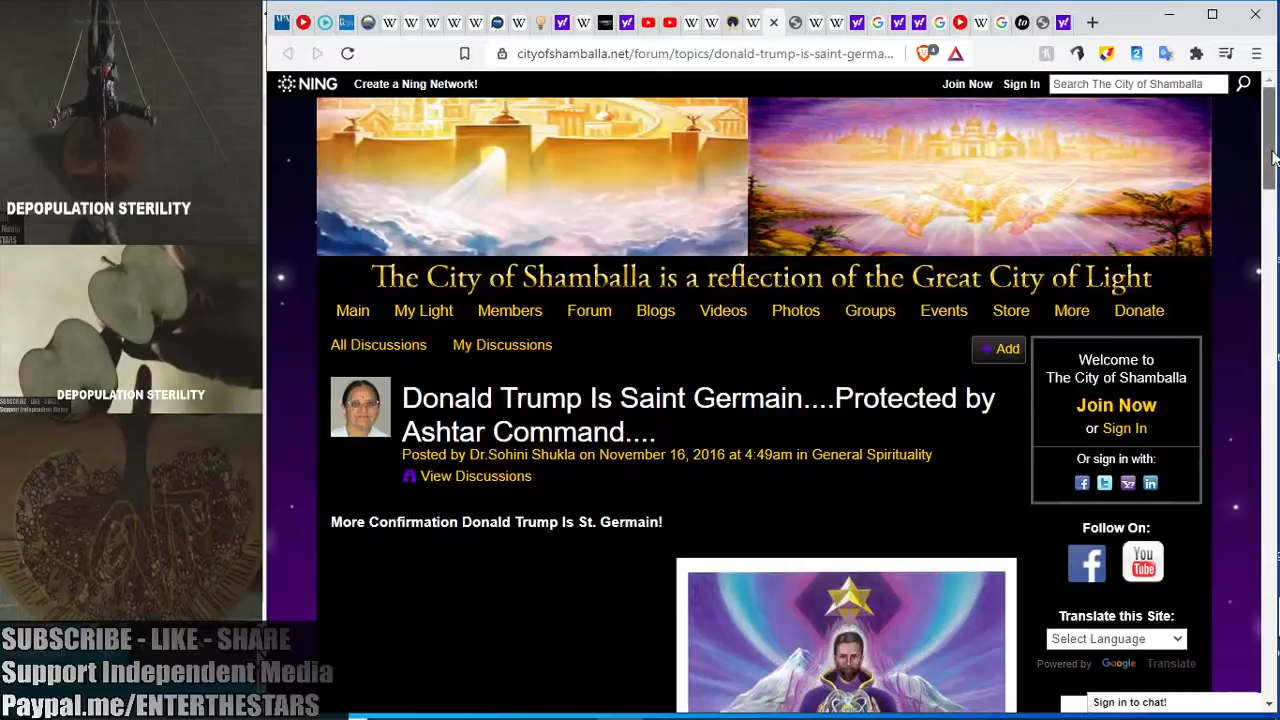 DEPOPULATION STERILITY
DEPOPULATION STERILITY
SUBSCRIBE - LIKE - SHARE
Support Independent Media
Paypal.me/ENTERTHESTARS
cityofshamballa.net/forum/topics/donald-trump-is-saint-germa...
NING
Create a Ning Network!
Join Now
Sign In
Search The City of Shamballa
The City of Shamballa is a reflection of the Great City of Light
Main My Light Members Forum Blogs Videos Photos Groups Events Store More Donate
All Discussions My Discussions
Add
Donald Trump Is Saint Germain....Protected by
Ashtar Command....
Posted by Dr.Sohini Shukla on November 16, 2016 at 4:49am in General Spirituality
View Discussions
More Confirmation Donald Trump Is St. Germain!
Welcome to
The City of Shamballa
Join Now
or Sign In
Or sign in with:
Follow On:
You
Tube
Translate this Site:
Select Language
Powered by Google Translate
Sign in to chat!